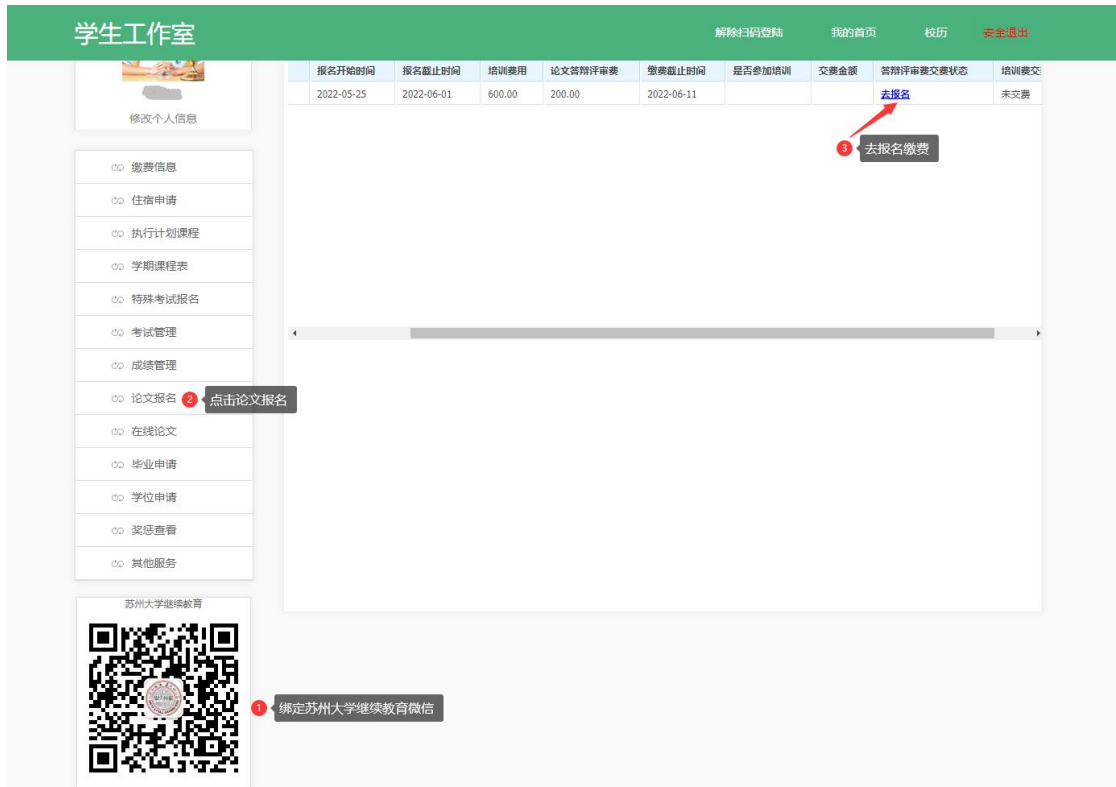 学生工作室
解除扫码登陆 我的首页 校历 安全退出
修改个人信息
报名开始时间 报名截止时间 培训费用 论文答辩评审费 缴费截止时间 是否参加培训 交费金额 答辩评审费交费状态 培训费交
2022-05-25 2022-06-01 600.00 200.00 2022-06-11 去报名 未交费
3 去报名缴费
缴费信息
住宿申请
执行计划课程
学期课程表
特殊考试报名
考试管理
成绩管理
论文报名 2 点击论文报名
在线论文
毕业申请
学位申请
奖惩查看
其他服务
苏州大学继续教育
1 绑定苏州大学继续教育微信